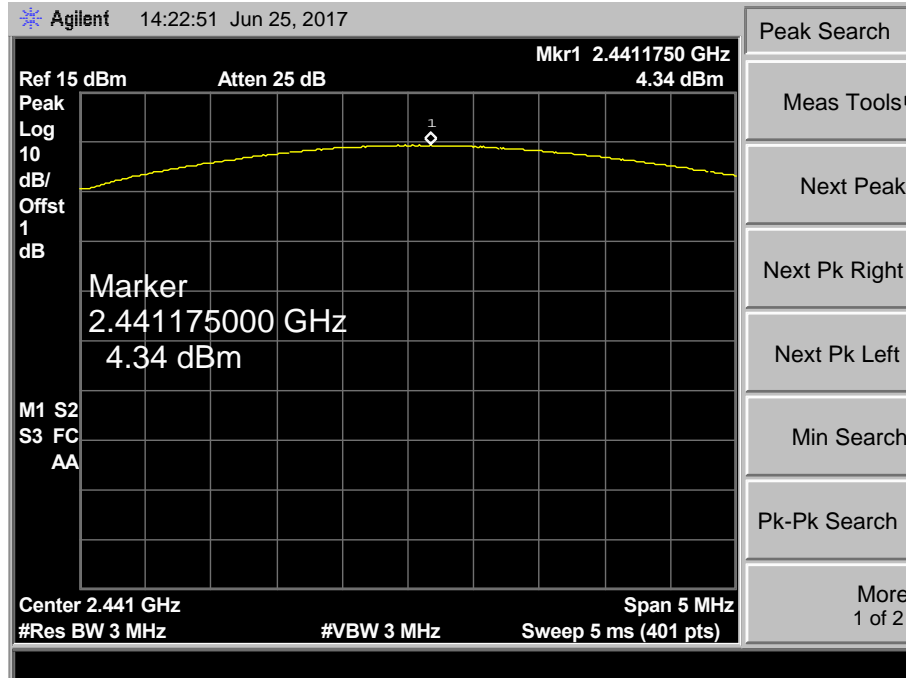 Agilent 14:22:51 Jun 25, 2017
Peak Search
Mkr1 2.4411750 GHz
Ref 15 dBm Atten 25 dB 4.34 dBm
Peak
Log
10
dB/
Offst
1
dB
1
Marker
2.441175000 GHz
4.34 dBm
M1 S2
S3 FC
AA
Center 2.441 GHz Span 5 MHz
#Res BW 3 MHz #VBW 3 MHz Sweep 5 ms (401 pts)
Meas Tools
Next Peak
Next Pk Right
Next Pk Left
Min Search
Pk-Pk Search
More
1 of 2